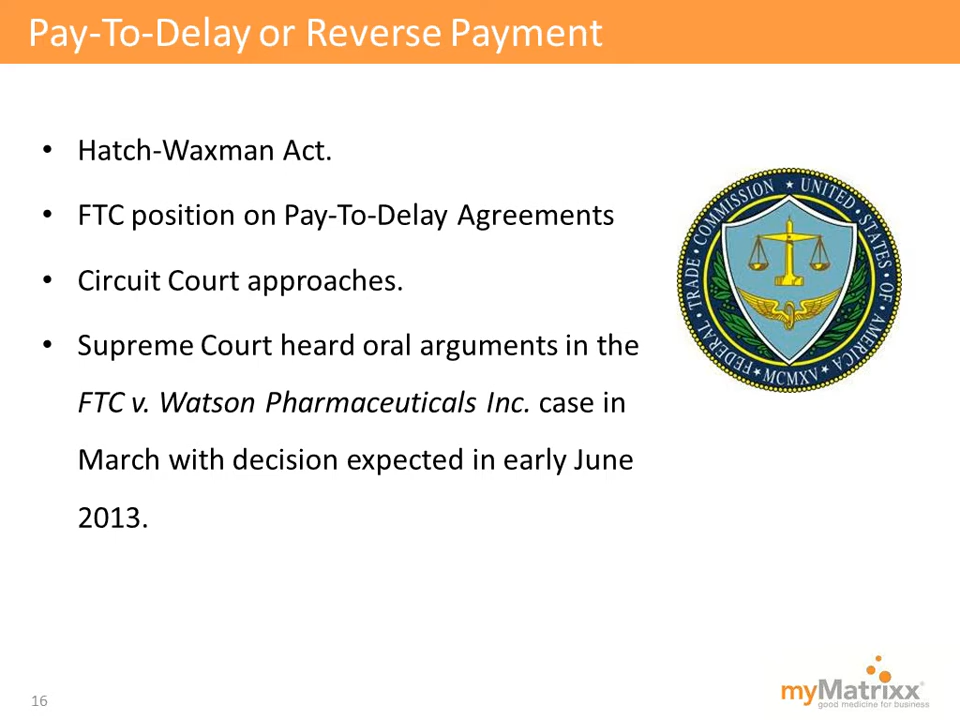 Pay-To-Delay or Reverse Payment
• Hatch-Waxman Act.
• FTC position on Pay-To-Delay Agreements
• Circuit Court approaches.
• Supreme Court heard oral arguments in the
FTC v. Watson Pharmaceuticals Inc. case in
March with decision expected in early June
2013.
FEDERAL TRADE COMMISSION ★ UNITED STATES OF AMERICA
★ MCMXV ★
16
myMatrixx®
good medicine for business